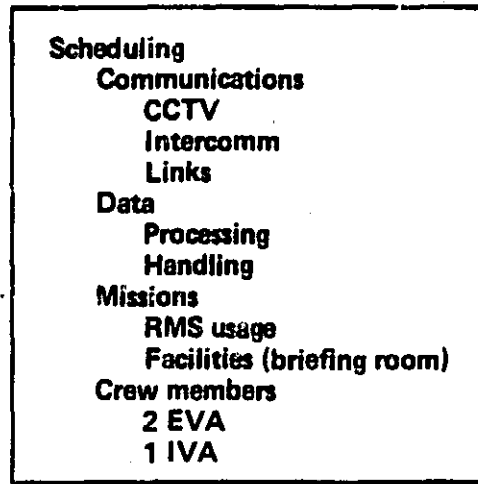 Scheduling
Communications
CCTV
Intercomm
Links
Data
Processing
Handling
Missions
RMS usage
Facilities (briefing room)
Crew members
2 EVA
1 IVA